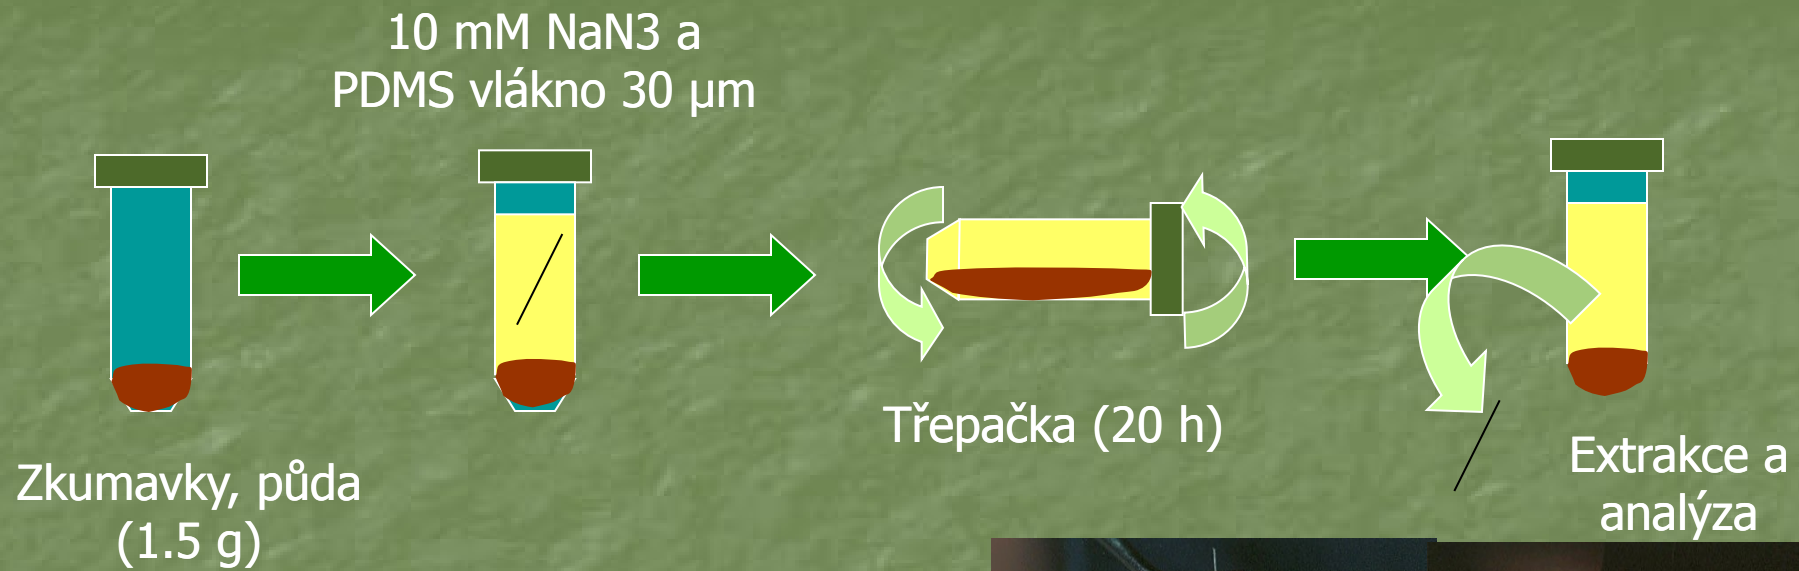 10 mM NaN3 a
PDMS vlákno 30 µm
Zkumavky, půda
(1.5 g)
Třepačka (20 h)
Extrakce a
analýza